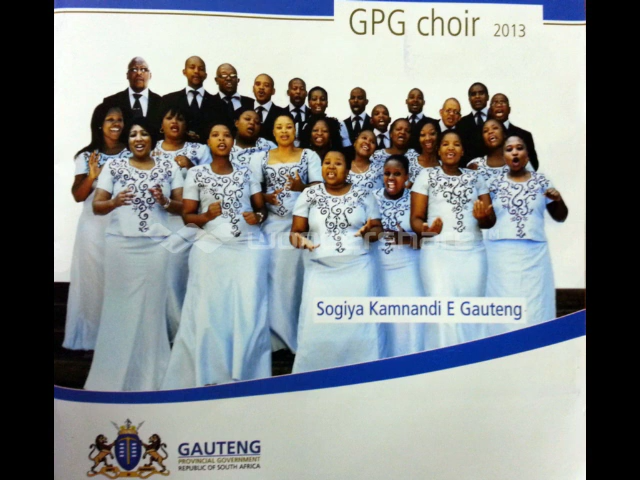 GPG choir 2013
Sogiya Kamnandi E Gauteng
GAUTENG
PROVINCIAL GOVERNMENT
REPUBLIC OF SOUTH AFRICA